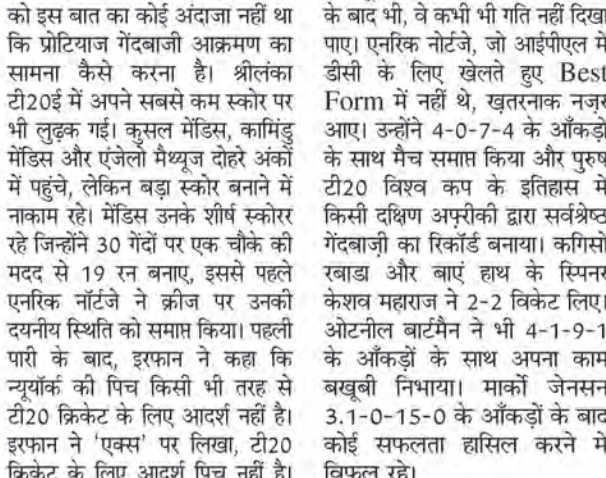 को इस बात का कोई अंदाजा नहीं था
कि प्रोटियाज गेंदबाजी आक्रमण का
सामना कैसे करना है। श्रीलंका
टी20ई में अपने सबसे कम स्कोर पर
भी लुढ़क गई। कुसल मेंडिस, कामिंडु
मेंडिस और एंजेलो मैथ्यूज दोहरे अंकों
में पहुंचे, लेकिन बड़ा स्कोर बनाने में
नाकाम रहे। मेंडिस उनके शीर्ष स्कोरर
रहे जिन्होंने 30 गेंदों पर एक चौके की
मदद से 19 रन बनाए, इससे पहले
एनरिक नॉर्टजे ने क्रीज पर उनकी
दयनीय स्थिति को समाप्त किया। पहली
पारी के बाद, इरफान ने कहा कि
न्यूयॉर्क की पिच किसी भी तरह से
टी20 क्रिकेट के लिए आदर्श नहीं है।
इरफान ने 'एक्स' पर लिखा, टी20
क्रिकेट के लिए आदर्श पिच नहीं है।
के बाद भी, वे कभी भी गति नहीं दिखा
पाए। एनरिक नोर्टजे, जो आईपीएल में
डीसी के लिए खेलते हुए Best
Form में नहीं थे, ख़तरनाक नज़र
आए। उन्होंने 4-0-7-4 के आँकड़ों
के साथ मैच समाप्त किया और पुरुष
टी20 विश्व कप के इतिहास में
किसी दक्षिण अफ़्रीकी द्वारा सर्वश्रेष्ठ
गेंदबाज़ी का रिकॉर्ड बनाया। कगिसो
रबाडा और बाएं हाथ के स्पिनर
केशव महाराज ने 2-2 विकेट लिए।
ओटनील बार्टमैन ने भी 4-1-9-1
के आँकड़ों के साथ अपना काम
बखूबी निभाया। मार्को जेनसन
3.1-0-15-0 के आँकड़ों के बाद
कोई सफलता हासिल करने में
विफल रहे।